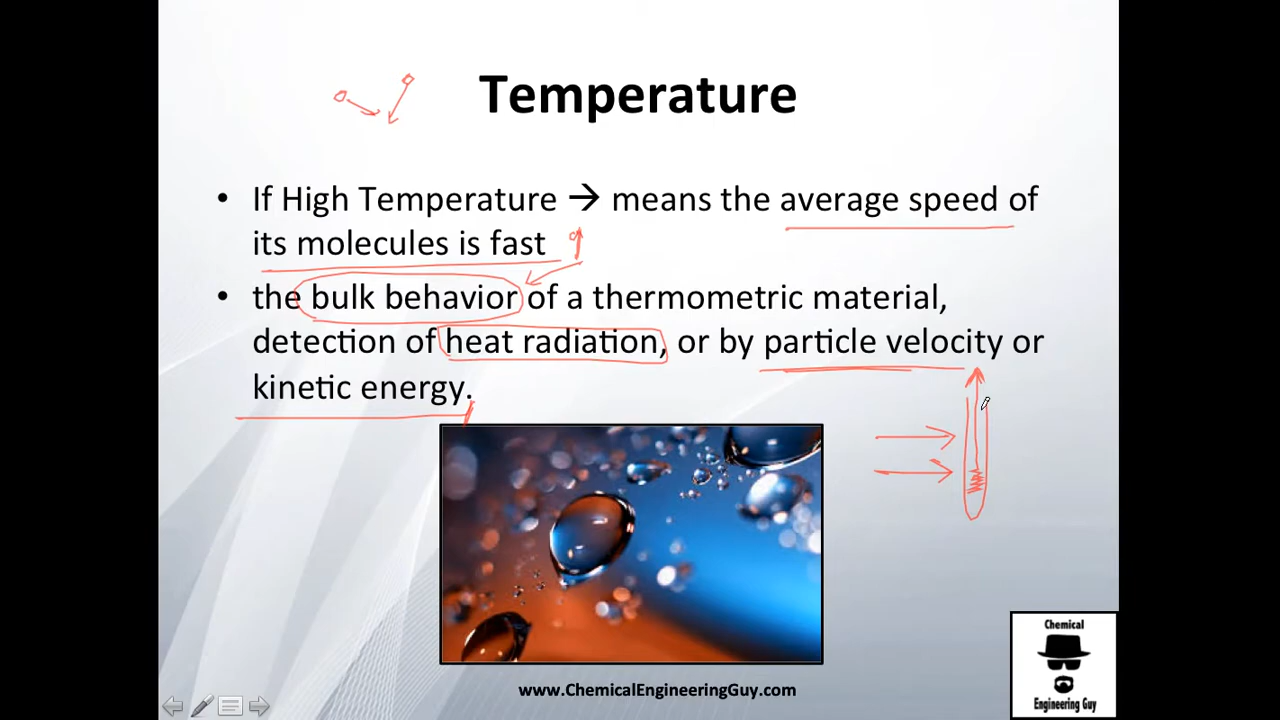 Temperature
• If High Temperature → means the average speed of
its molecules is fast
• the bulk behavior of a thermometric material,
detection of heat radiation, or by particle velocity or
kinetic energy.
www.ChemicalEngineeringGuy.com
Chemical
Engineering Guy